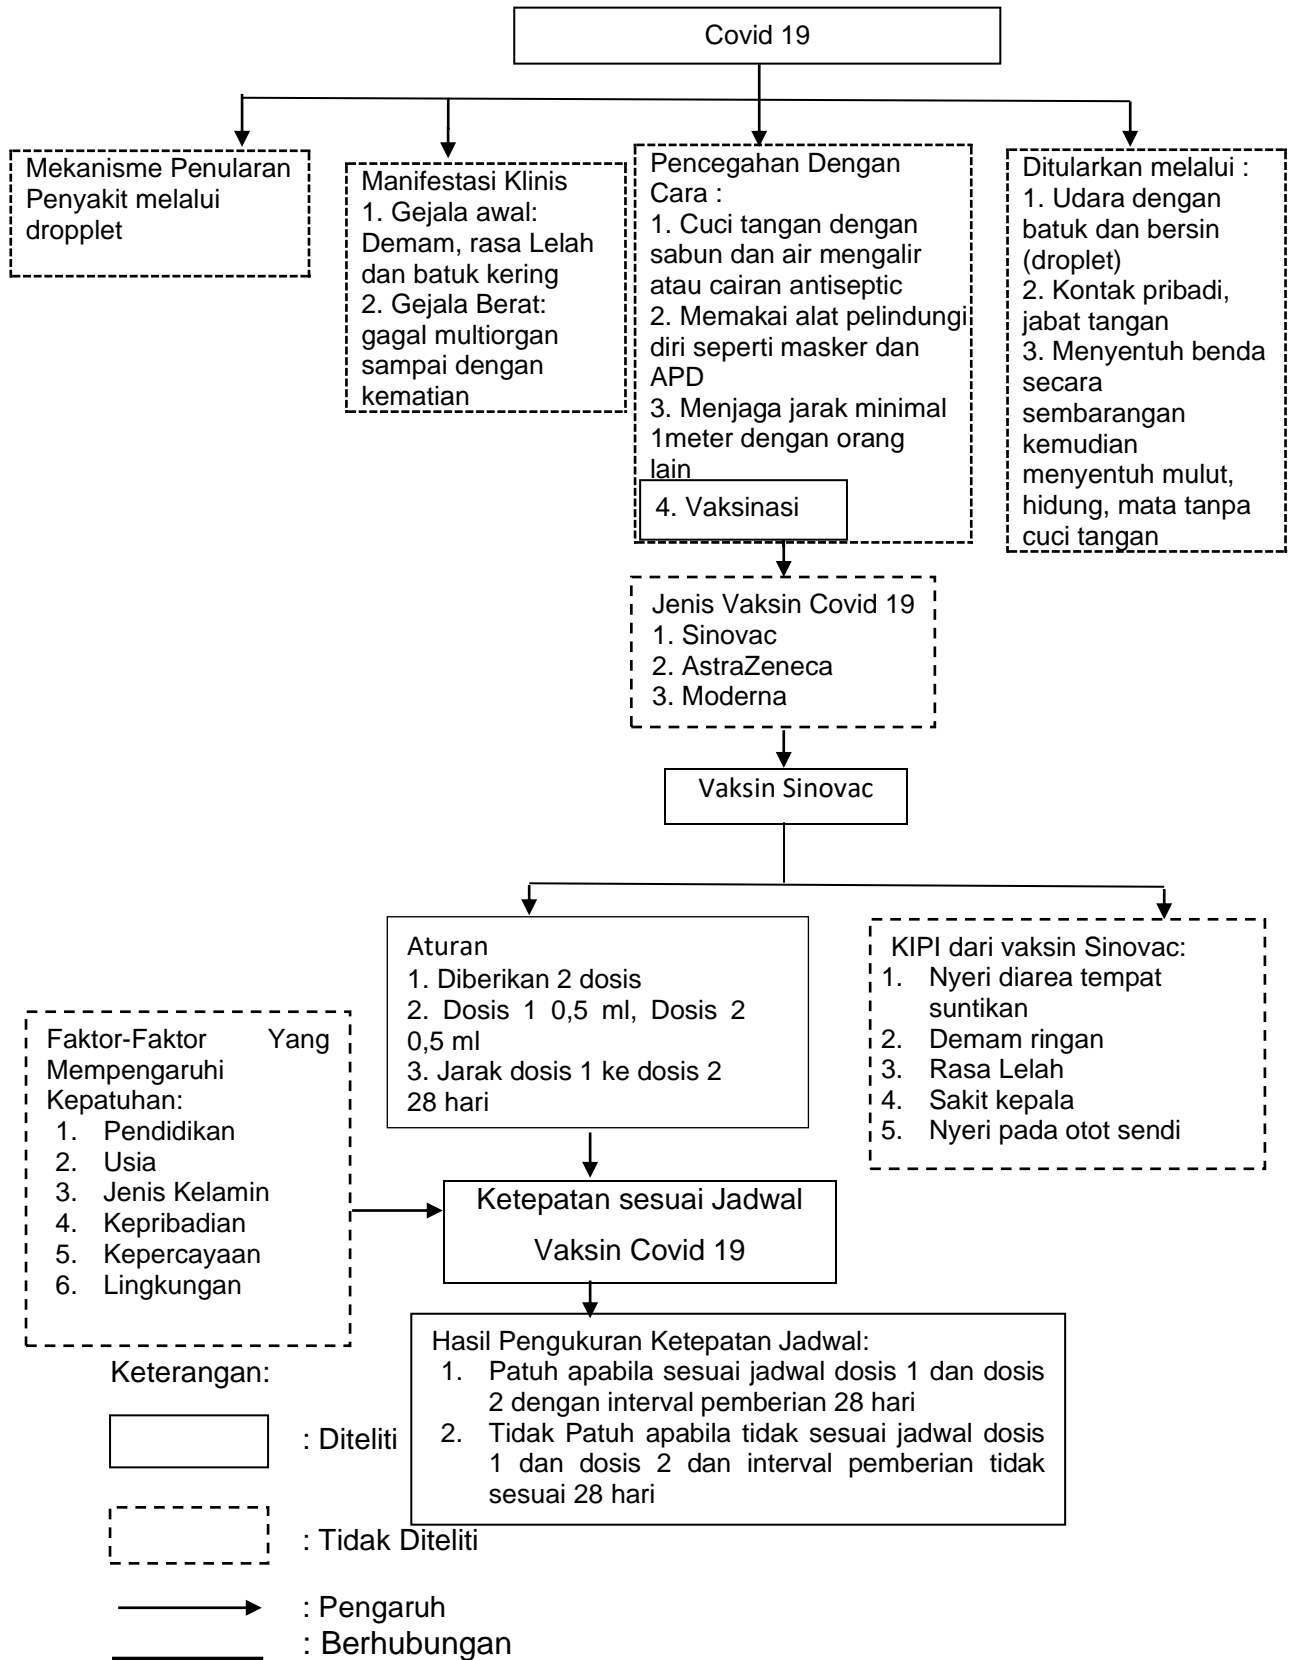 Covid 19
Mekanisme Penularan
Penyakit melalui
dropplet
Manifestasi Klinis
1. Gejala awal:
Demam, rasa Lelah
dan batuk kering
2. Gejala Berat:
gagal multiorgan
sampai dengan
kematian
Pencegahan Dengan
Cara :
1. Cuci tangan dengan
sabun dan air mengalir
atau cairan antiseptic
2. Memakai alat pelindungi
diri seperti masker dan
APD
3. Menjaga jarak minimal
1meter dengan orang
lain
4. Vaksinasi
Ditularkan melalui :
1. Udara dengan
batuk dan bersin
(droplet)
2. Kontak pribadi,
jabat tangan
3. Menyentuh benda
secara
sembarangan
kemudian
menyentuh mulut,
hidung, mata tanpa
cuci tangan
Jenis Vaksin Covid 19
1. Sinovac
2. AstraZeneca
3. Moderna
Vaksin Sinovac
Aturan
1. Diberikan 2 dosis
2. Dosis 1 0,5 ml, Dosis 2
0,5 ml
3. Jarak dosis 1 ke dosis 2
28 hari
KIPI dari vaksin Sinovac:
1. Nyeri diarea tempat
suntikan
2. Demam ringan
3. Rasa Lelah
4. Sakit kepala
5. Nyeri pada otot sendi
Faktor-Faktor Yang
Mempengaruhi
Kepatuhan:
1. Pendidikan
2. Usia
3. Jenis Kelamin
4. Kepribadian
5. Kepercayaan
6. Lingkungan
Ketepatan sesuai Jadwal
Vaksin Covid 19
Hasil Pengukuran Ketepatan Jadwal:
1. Patuh apabila sesuai jadwal dosis 1 dan dosis
2 dengan interval pemberian 28 hari
2. Tidak Patuh apabila tidak sesuai jadwal dosis
1 dan dosis 2 dan interval pemberian tidak
sesuai 28 hari
Keterangan:
: Diteliti
: Tidak Diteliti
: Pengaruh
: Berhubungan